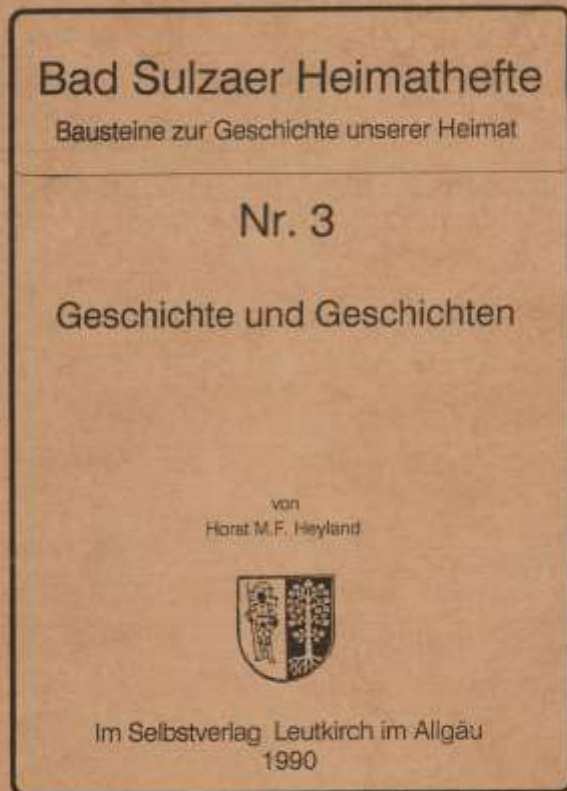 Bad Sulzaer Heimathefte
Bausteine zur Geschichte unserer Heimat
Nr. 3
Geschichte und Geschichten
von
Horst M.F. Heyland
Im Selbstverlag Leutkirch im Allgäu
1990